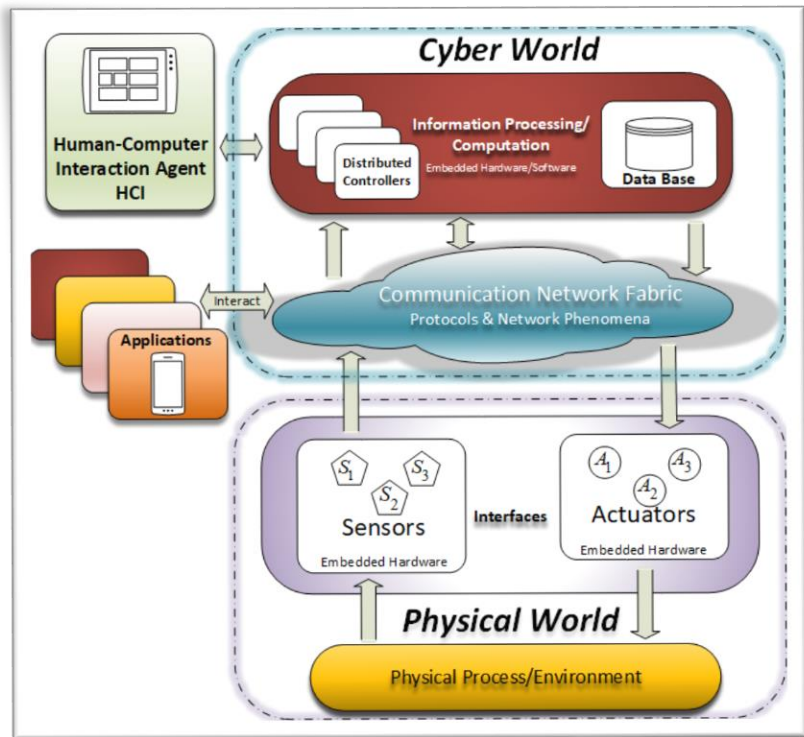 Cyber World
Human-Computer
Interaction Agent
HCI
Distributed
Controllers
Information Processing/
Computation
Embedded Hardware/Software
Data Base
Interact
Communication Network Fabric
Protocols & Network Phenomena
Applications
S1
S2
S3
Sensors
Embedded Hardware
Interfaces
A1
A2
A3
Actuators
Embedded Hardware
Physical World
Physical Process/Environment